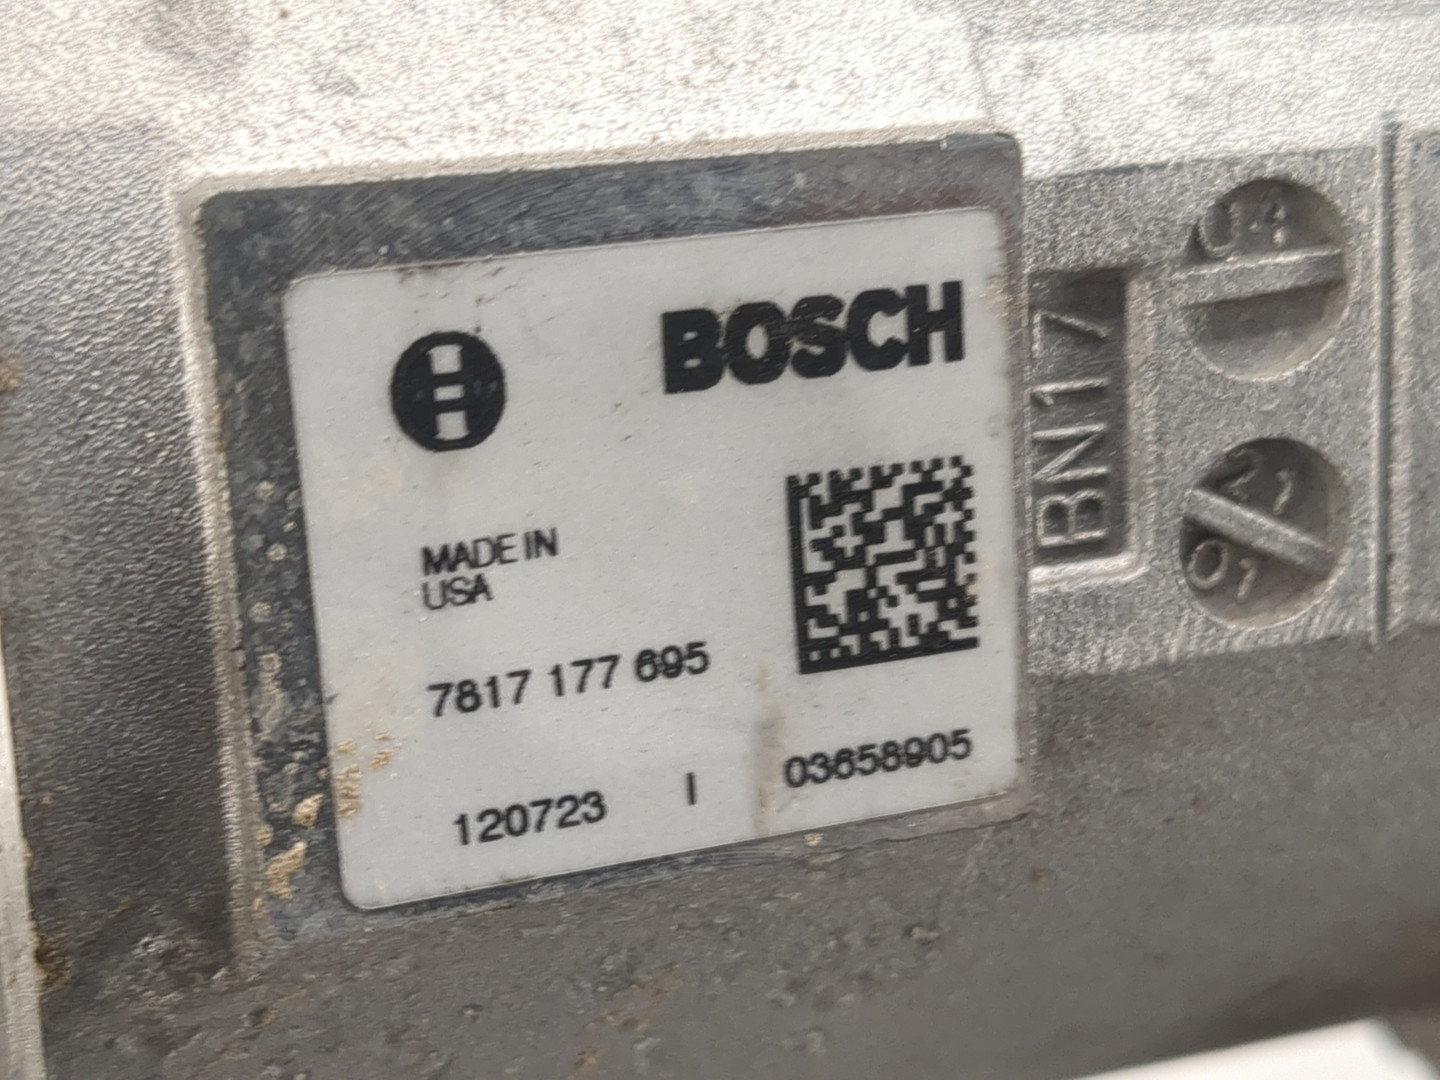 BOSCH
MADE IN
USA
7817 177 695
120723 I 03658905
BN17
04
21
01